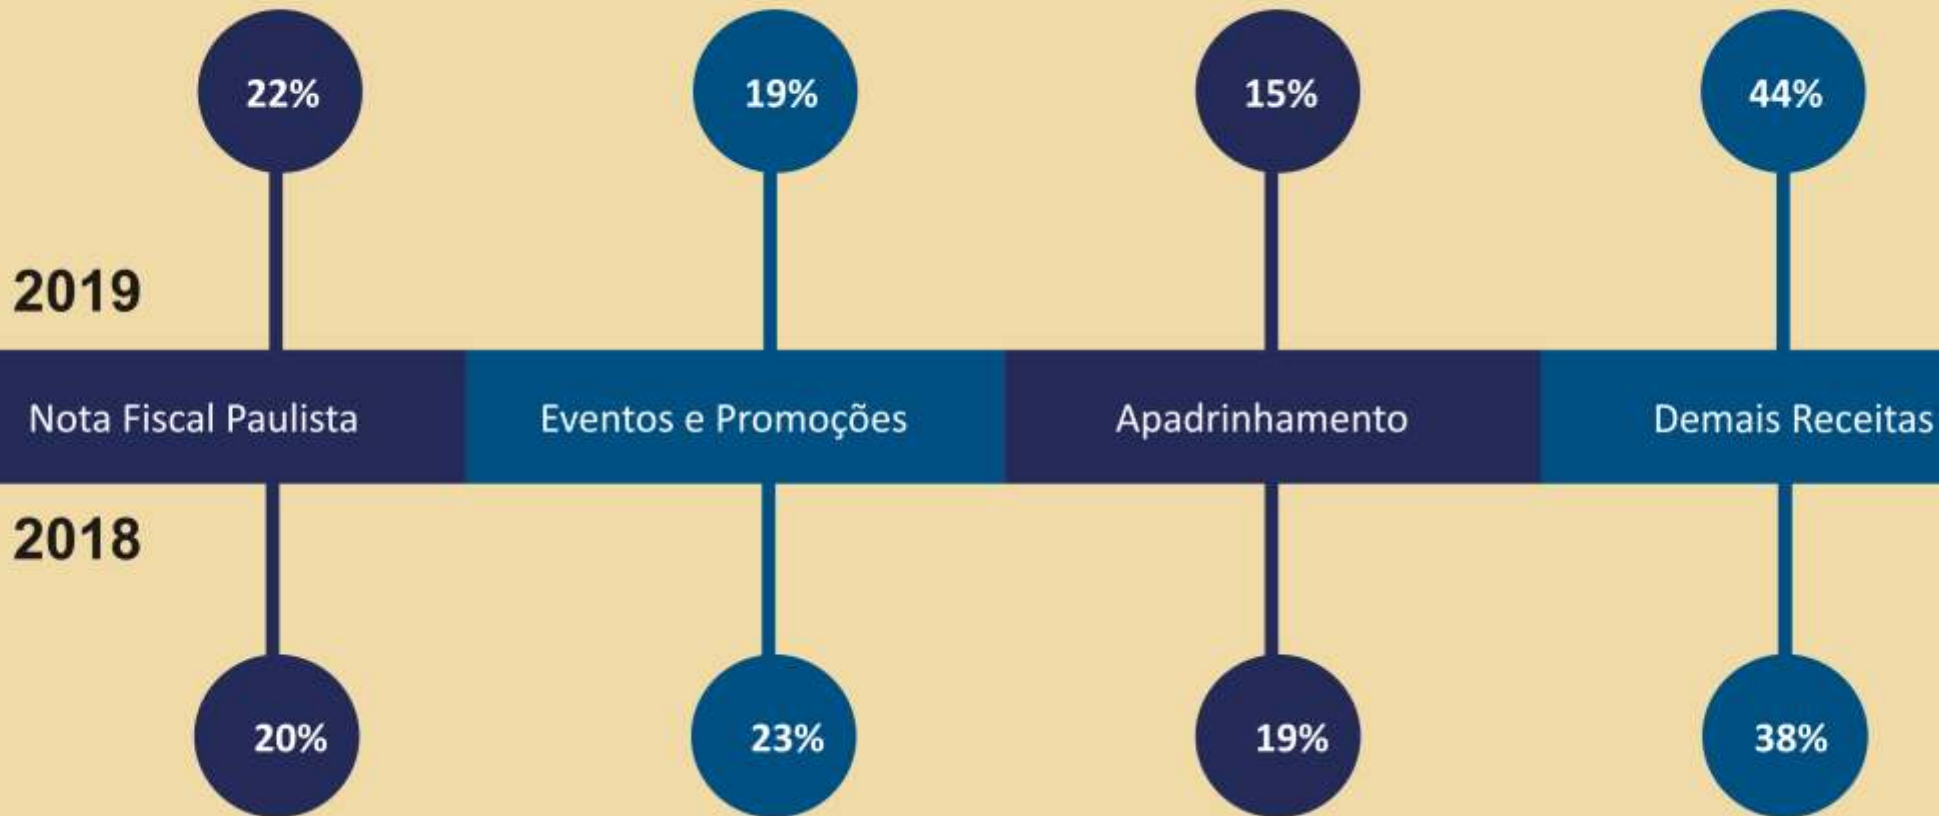 22%
19%
15%
44%
2019
Nota Fiscal Paulista
Eventos e Promoções
Apadrinhamento
Demais Receitas
2018
20%
23%
19%
38%